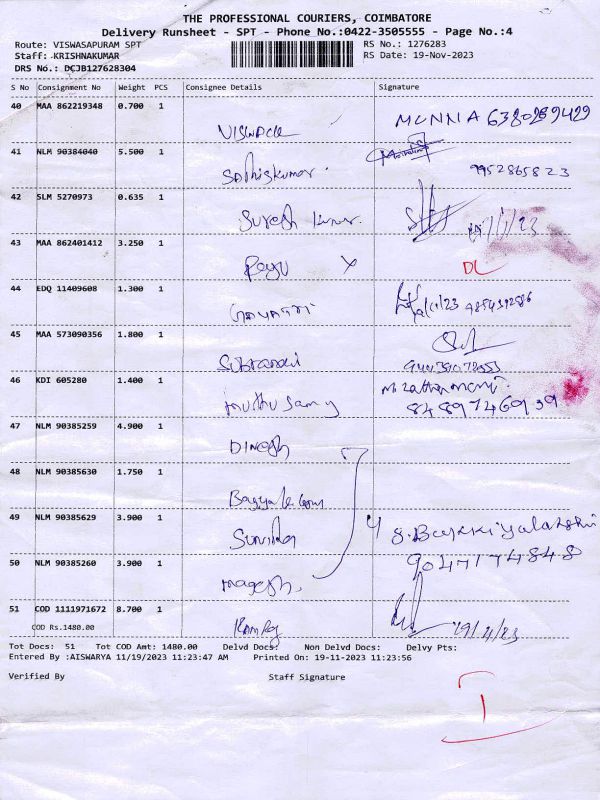 THE PROFESSIONAL COURIERS, COIMBATORE
Delivery Runsheet - SPT - Phone No.:0422-3505555 - Page No.:4
Route: VISWASAPURAM SPT RS No.: 1276283
Staff: KRISHNAKUMAR RS Date: 19-Nov-2023
DRS No.: DCJB127628304
S No Consignment No Weight PCS Consignee Details Signature
40 MAA 862219348 0.700 1
MUNNA 6380289429
41 NLM 90384040 5.500 1
Sathiskumar 9952865823
42 SLM 5270973 0.635 1
Suresh Kumar
43 MAA 862401412 3.250 1
Raju X DL
44 EDQ 11409608 1.300 1
Gayatri
45 MAA 573090356 1.800 1
46 KDI 605280 1.400 1
Muthu Samy 8489746939
47 NLM 90385259 4.900 1
Dinesh
48 NLM 90385630 1.750 1
49 NLM 90385629 3.900 1
4
50 NLM 90385260 3.900 1
9047174848
Magesh
51 COD 1111971672 8.700 1
COD Rs.1480.00
Tot Docs: 51 Tot COD Amt: 1480.00 Delvd Docs: Non Delvd Docs: Delvy Pts:
Entered By :AISWARYA 11/19/2023 11:23:47 AM Printed On: 19-11-2023 11:23:56
Verified By Staff Signature